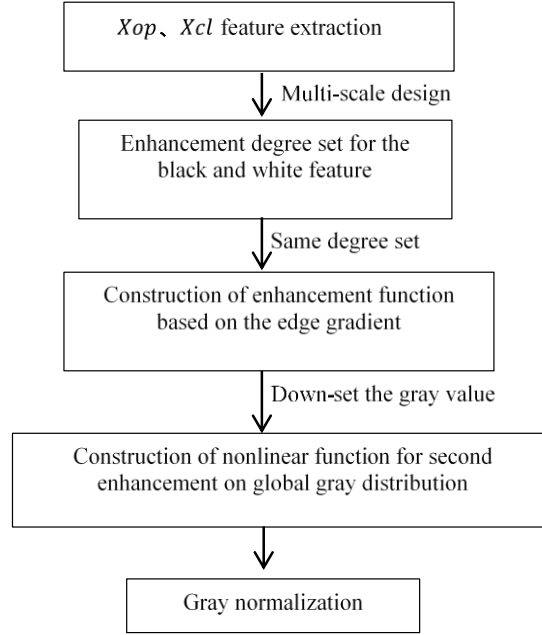 Xop、Xcl feature extraction
Multi-scale design
Enhancement degree set for the
black and white feature
Same degree set
Construction of enhancement function
based on the edge gradient
Down-set the gray value
Construction of nonlinear function for second
enhancement on global gray distribution
Gray normalization